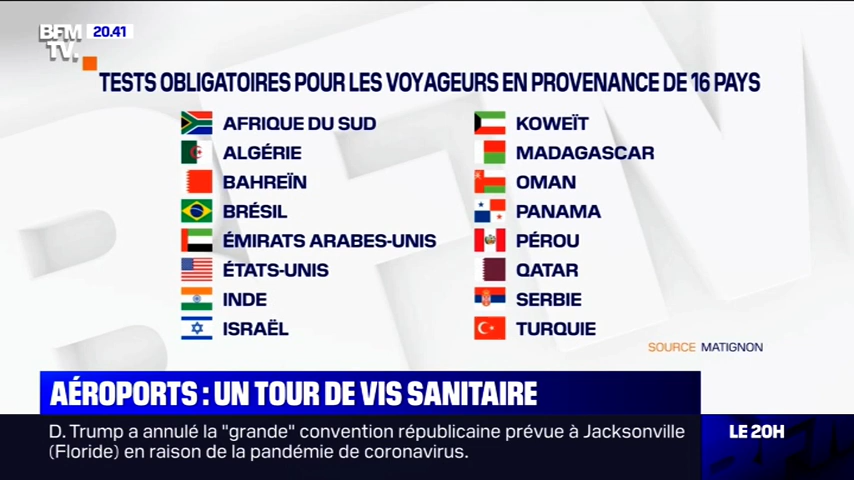 BFM
TV.
20.41
TESTS OBLIGATOIRES POUR LES VOYAGEURS EN PROVENANCE DE 16 PAYS
AFRIQUE DU SUD
ALGÉRIE
BAHREÏN
BRÉSIL
ÉMIRATS ARABES-UNIS
ÉTATS-UNIS
INDE
ISRAËL
KOWEÏT
MADAGASCAR
OMAN
PANAMA
PÉROU
QATAR
SERBIE
TURQUIE
SOURCE MATIGNON
AÉROPORTS : UN TOUR DE VIS SANITAIRE
D. Trump a annulé la "grande" convention républicaine prévue à Jacksonville
(Floride) en raison de la pandémie de coronavirus.
LE 20H